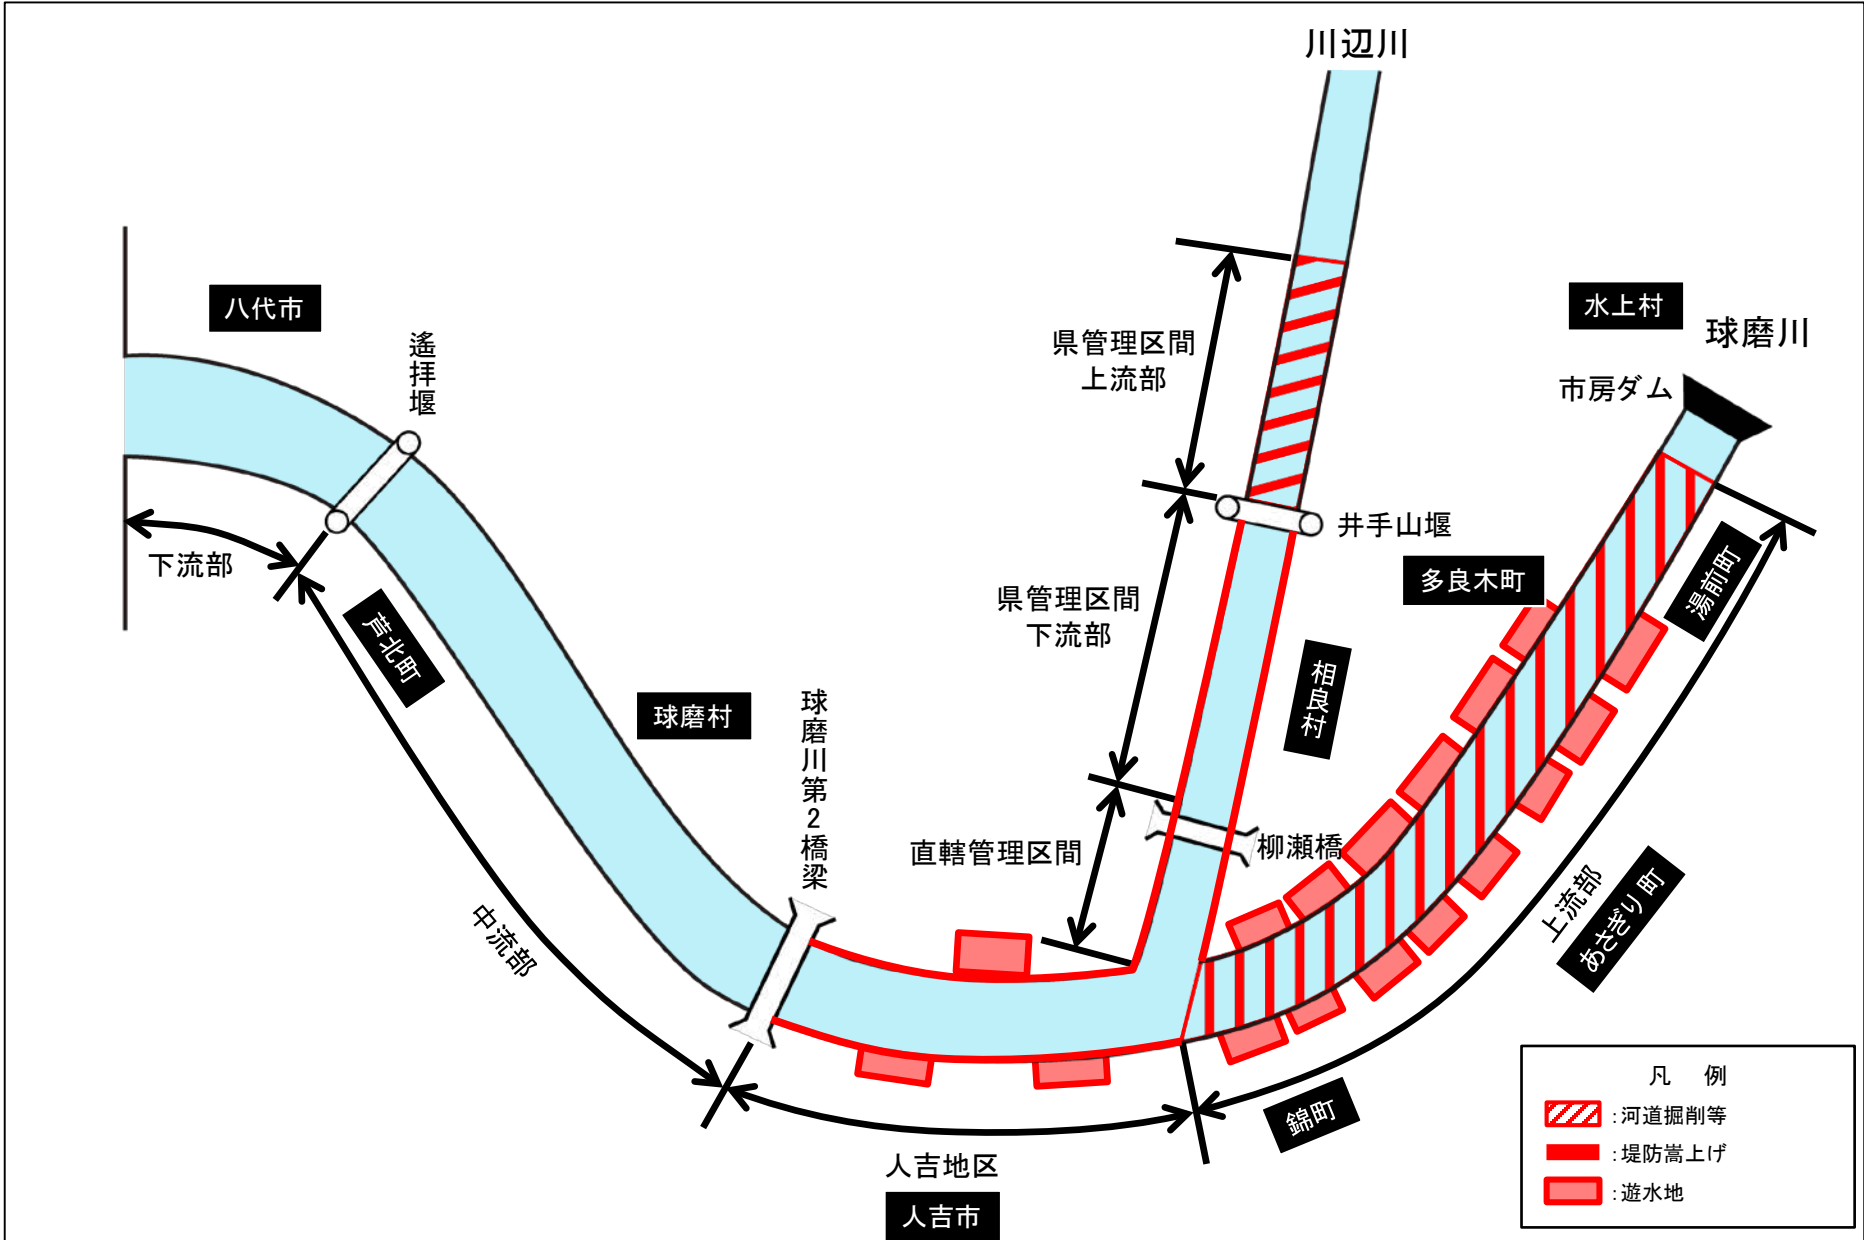 川辺川
八代市
遙拝堰
水上村
球磨川
市房ダム
県管理区間
上流部
井手山堰
下流部
多良木町
湯前町
県管理区間
下流部
芦北町
相良村
球磨村
球磨川第2橋梁
直轄管理区間
柳瀬橋
中流部
上流部
あさぎり町
錦町
人吉地区
人吉市
凡 例
:河道掘削等
:堤防嵩上げ
:遊水地